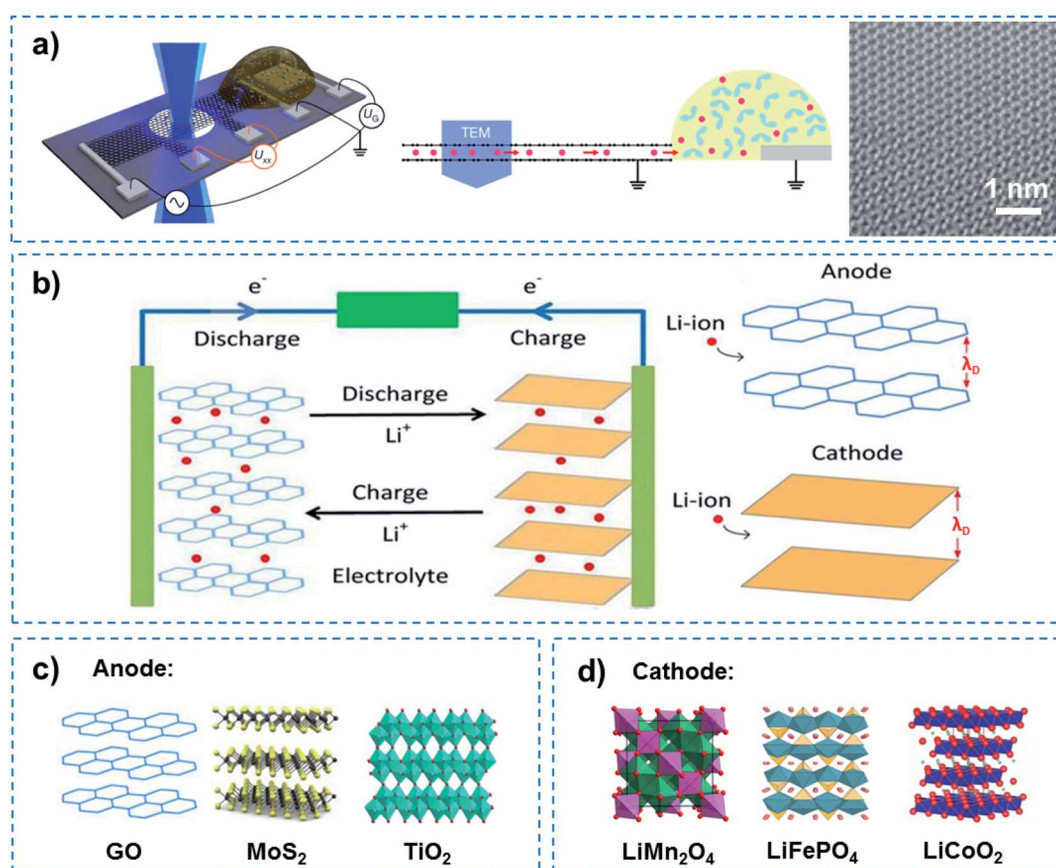 a)
U_G
U_xx
TEM
1 nm
b)
e⁻
e⁻
Discharge
Charge
Discharge
Li⁺
Charge
Li⁺
Electrolyte
Anode
Li-ion
λ_D
Cathode
Li-ion
λ_D
c) Anode:
GO
MoS₂
TiO₂
d) Cathode:
LiMn₂O₄
LiFePO₄
LiCoO₂